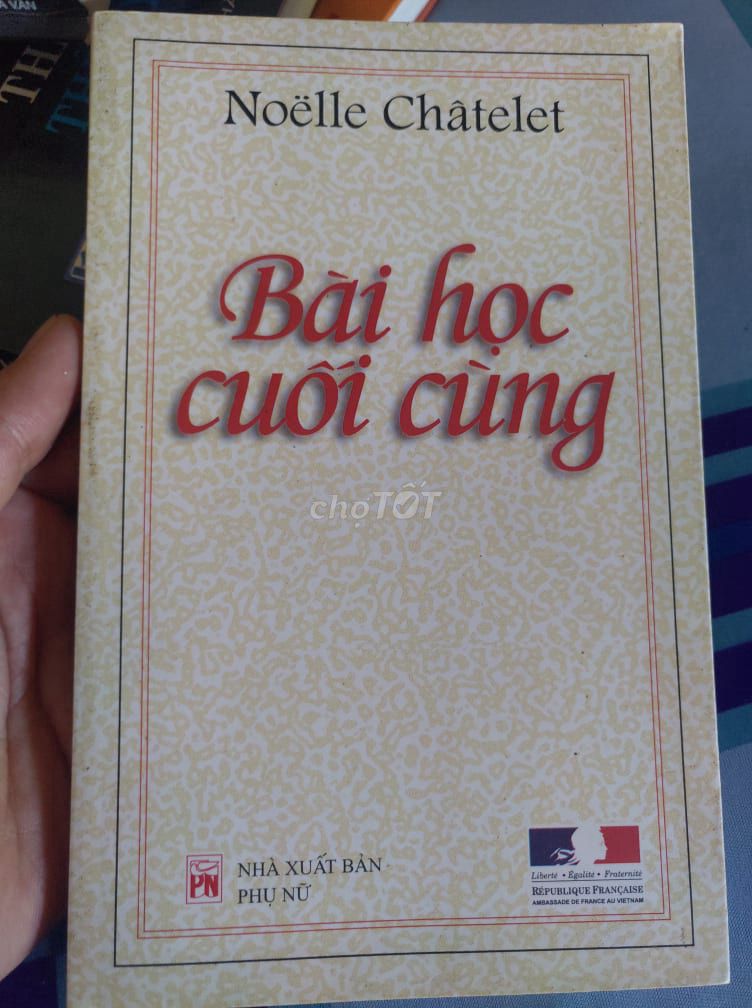 Noëlle Châtelet
Bài học
cuối cùng
chợTỐT
PN
NHÀ XUẤT BẢN
PHỤ NỮ
Liberté • Égalité • Fraternité
RÉPUBLIQUE FRANÇAISE
AMBASSADE DE FRANCE AU VIETNAM